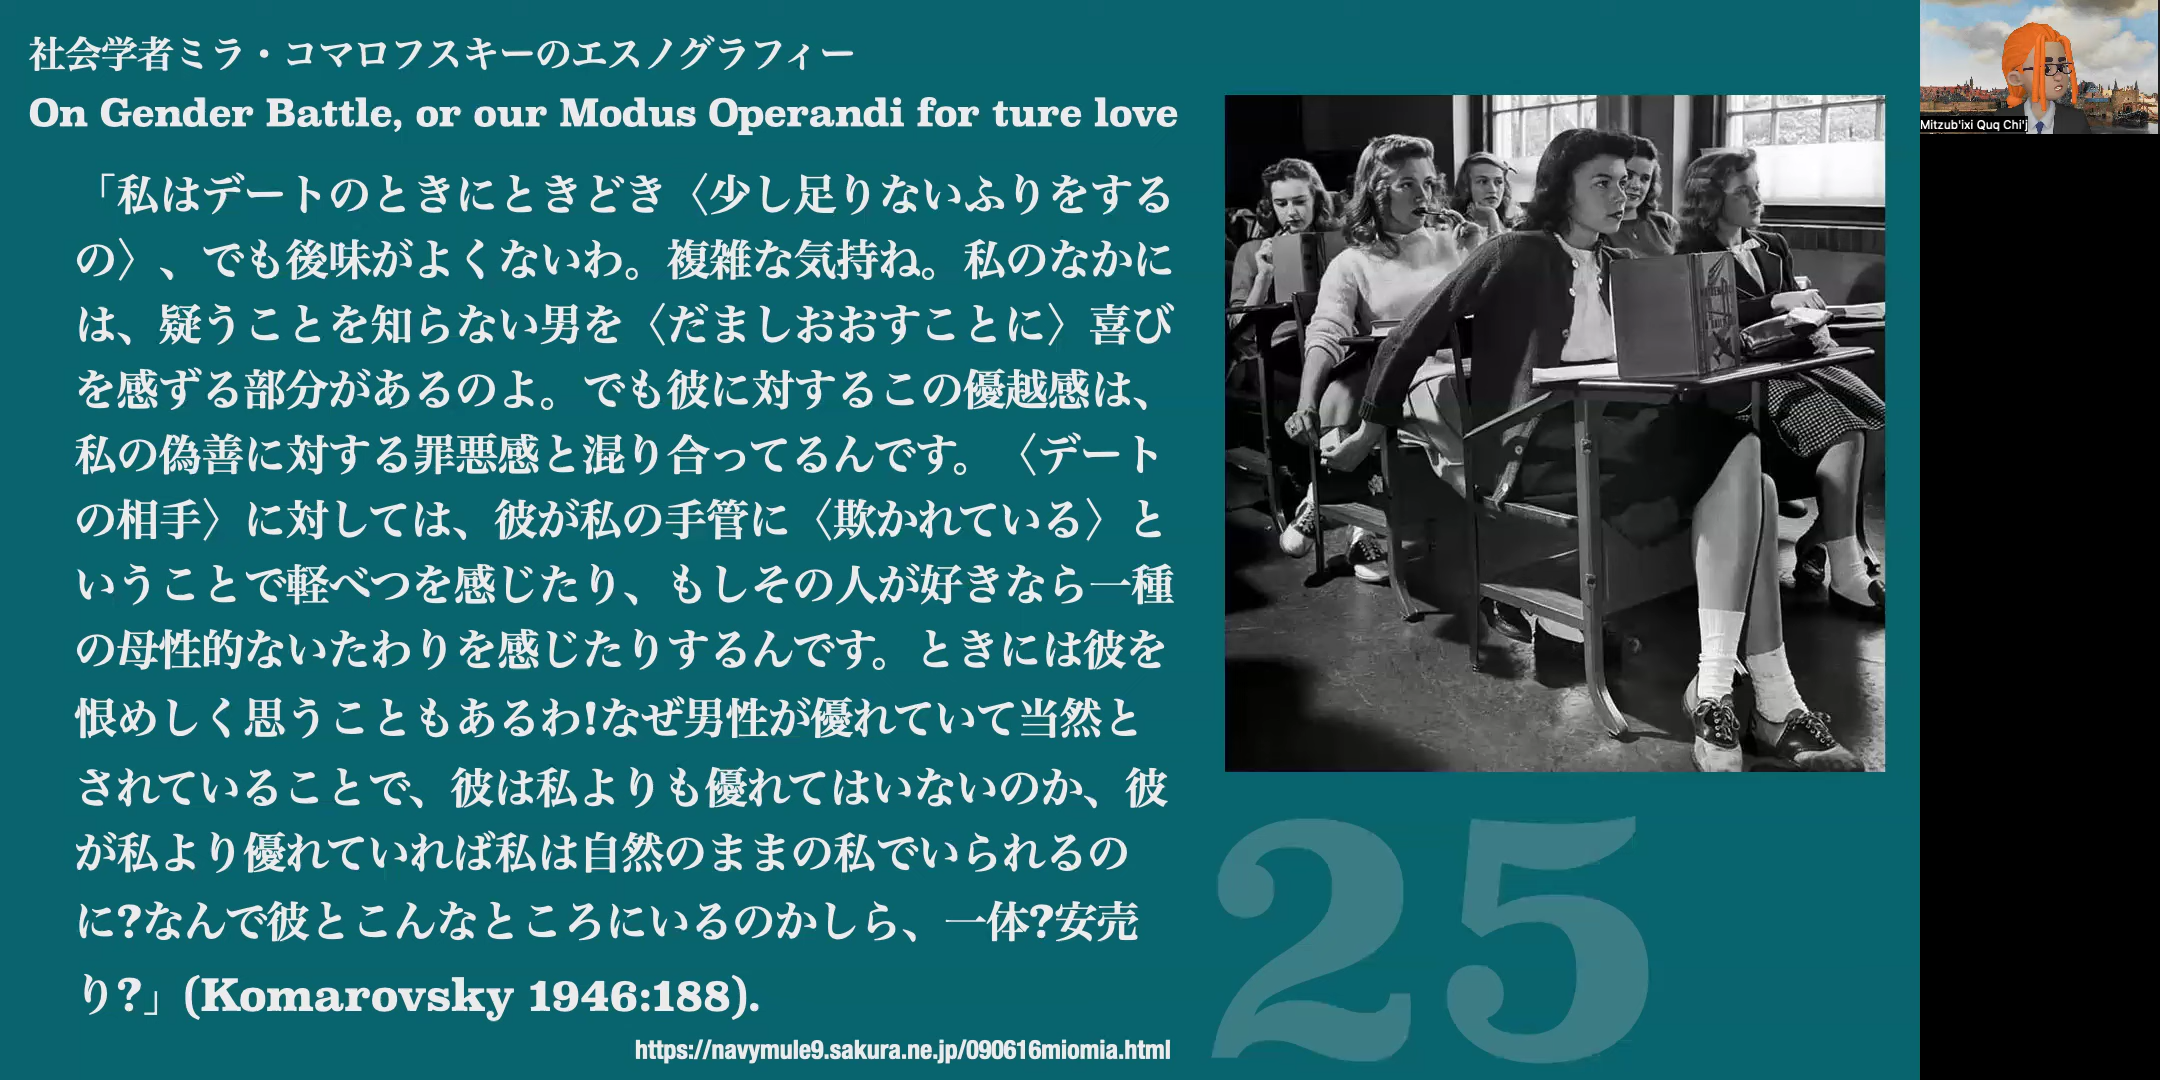 社会学者ミラ・コマロフスキーのエスノグラフィー
On Gender Battle, or our Modus Operandi for ture love
「私はデートのときにときどき〈少し足りないふりをする
の〉、でも後味がよくないわ。複雑な気持ね。私のなかに
は、疑うことを知らない男を〈だましおおすことに〉喜び
を感ずる部分があるのよ。でも彼に対するこの優越感は、
私の偽善に対する罪悪感と混り合ってるんです。〈デート
の相手〉に対しては、彼が私の手管に〈欺かれている〉と
いうことで軽べつを感じたり、もしその人が好きなら一種
の母性的ないたわりを感じたりするんです。ときには彼を
恨めしく思うこともあるわ!なぜ男性が優れていて当然と
されていることで、彼は私よりも優れてはいないのか、彼
が私より優れていれば私は自然のままの私でいられるの
に?なんで彼とこんなところにいるのかしら、一体?安売
り?」(Komarovsky 1946:188).
https://navymule9.sakura.ne.jp/090616miomia.html
25
Mitzub'ixi Quq Chi'j